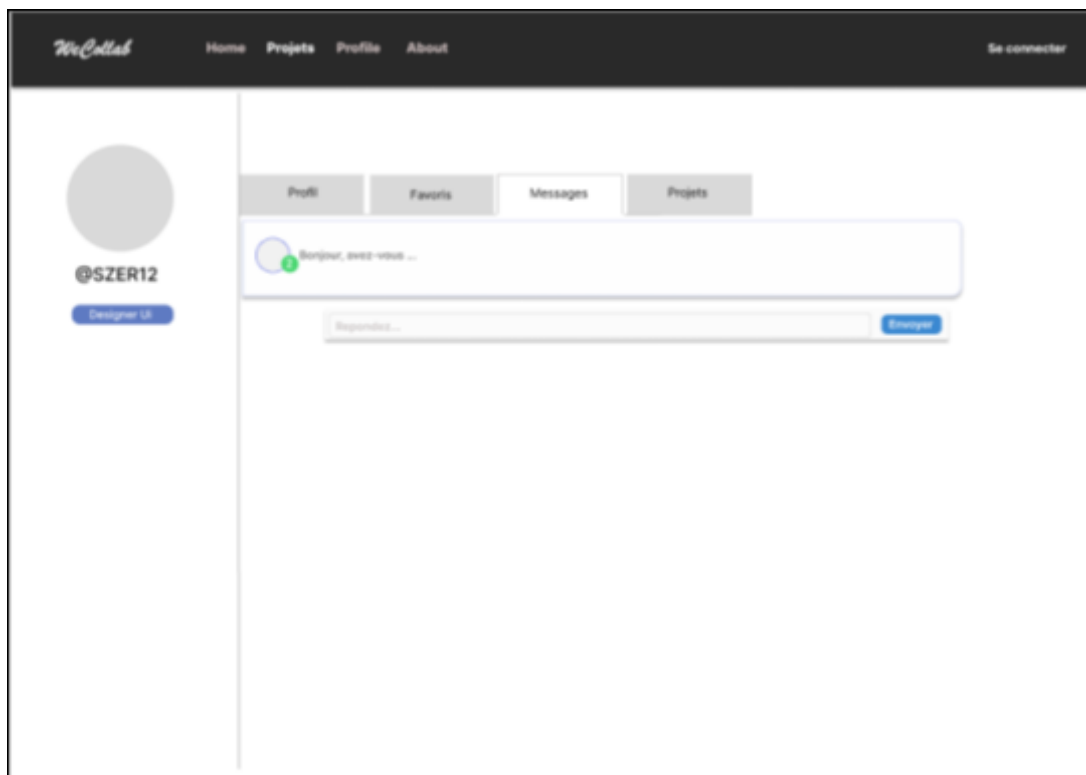 WeCollab Home Projets Profile About Se connecter
Profil Favoris Messages Projets
2 Bonjour, avez-vous ...
@SZER12
Designer UI
Repondez... Envoyer